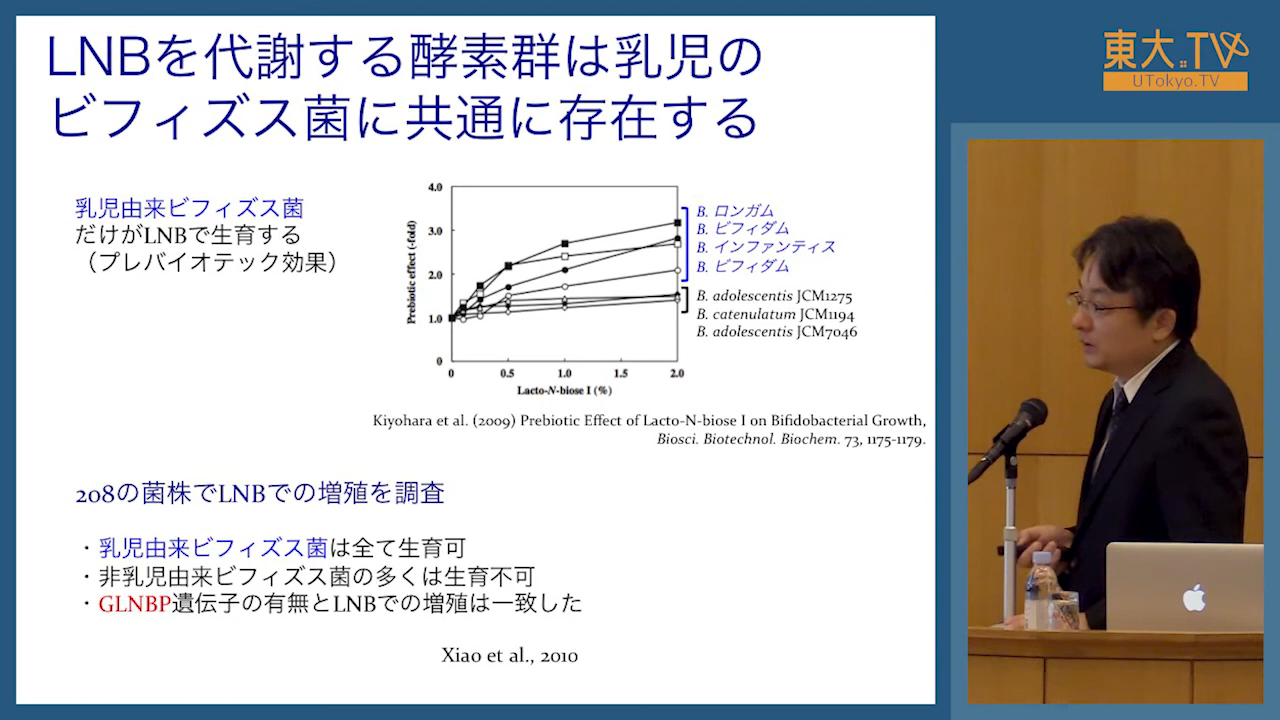 LNBを代謝する酵素群は乳児の
ビフィズス菌に共通に存在する
東大.TV
UTokyo.TV
乳児由来ビフィズス菌
だけがLNBで生育する
（プレバイオテック効果）
Prebiotic effect (-fold)
4.0
3.0
2.0
1.0
0
0 0.5 1.0 1.5 2.0
Lacto-N-biose I (%)
B. ロンガム
B. ビフィダム
B. インファンティス
B. ビフィダム
B. adolescentis JCM1275
B. catenulatum JCM1194
B. adolescentis JCM7046
Kiyohara et al. (2009) Prebiotic Effect of Lacto-N-biose I on Bifidobacterial Growth,
Biosci. Biotechnol. Biochem. 73, 1175-1179.
208の菌株でLNBでの増殖を調査
・乳児由来ビフィズス菌は全て生育可
・非乳児由来ビフィズス菌の多くは生育不可
・GLNBP遺伝子の有無とLNBでの増殖は一致した
Xiao et al., 2010